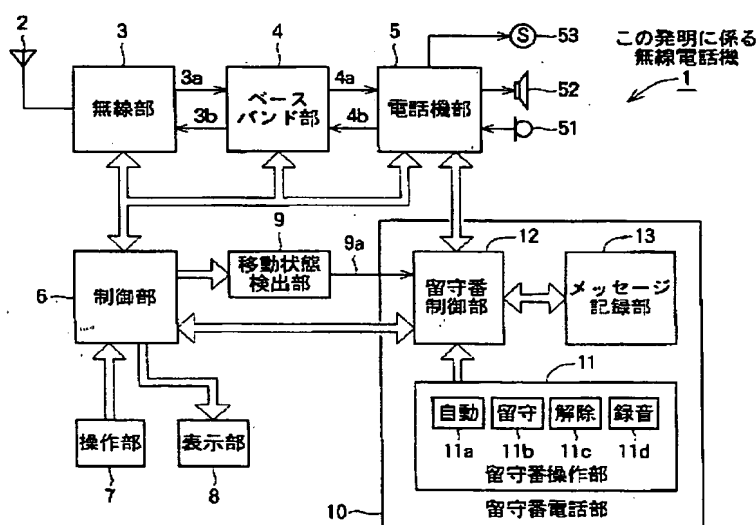 2
3
4
5
53
この発明に係る
無線電話機
1
3a
4a
無線部
ベース
バンド部
電話機部
52
3b
4b
51
9
12
13
9a
6
制御部
移動状態
検出部
留守番
制御部
メッセージ
記録部
11
自動
留守
解除
録音
11a
11b
11c
11d
操作部
表示部
留守番操作部
7
8
10
留守番電話部
S